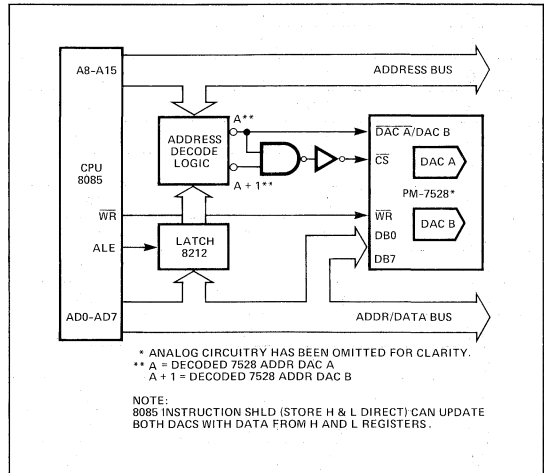 A8-A15
ADDRESS BUS
A**
ADDRESS
DECODE
LOGIC
DAC A/DAC B
CS
DAC A
CPU
8085
A + 1**
PM-7528*
WR
WR
DAC B
DB0
ALE
LATCH
8212
DB7
AD0-AD7
ADDR/DATA BUS
* ANALOG CIRCUITRY HAS BEEN OMITTED FOR CLARITY.
** A = DECODED 7528 ADDR DAC A
A + 1 = DECODED 7528 ADDR DAC B
NOTE:
8085 INSTRUCTION SHLD (STORE H & L DIRECT) CAN UPDATE
BOTH DACS WITH DATA FROM H AND L REGISTERS.